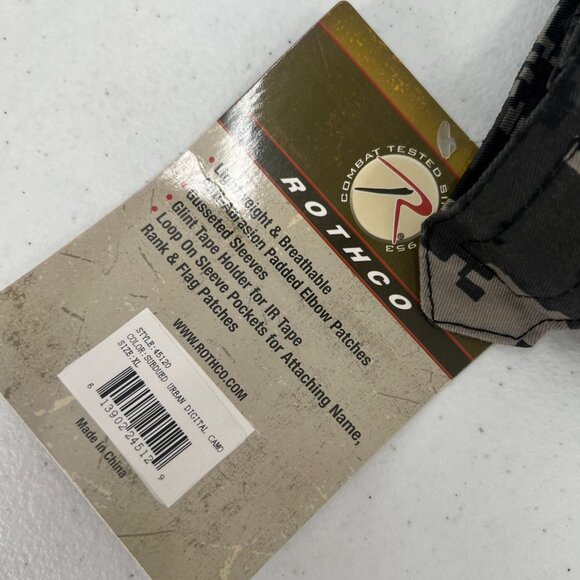 COMBAT TESTED SI
953
R
®
ROTHCO
• Lightweight & Breathable
Abrasion Padded Elbow Patches
• Gusseted Sleeves
• Glint Tape Holder for IR Tape
• Loop On Sleeve Pockets for Attaching Name,
Rank & Flag Patches
WWW.ROTHCO.COM
STYLE:45120
COLOR:SUBDUED URBAN DIGITAL CAMO
SIZE:XL
6 13902 24512 9
Made in
China